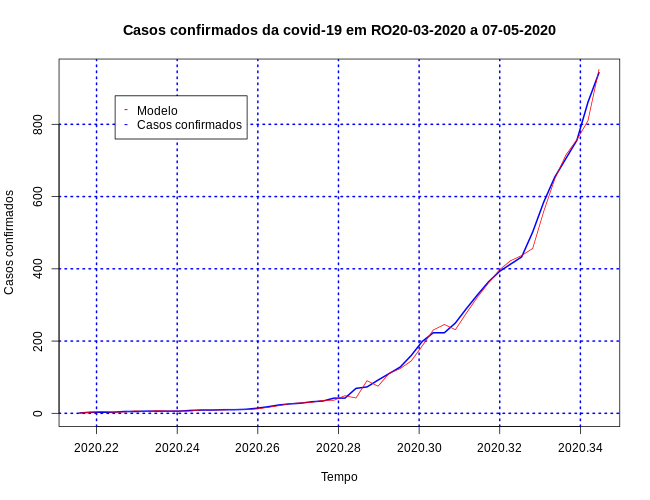 Casos confirmados da covid-19 em RO20-03-2020 a 07-05-2020
Modelo
Casos confirmados
Casos confirmados
800
600
400
200
0
2020.22 2020.24 2020.26 2020.28 2020.30 2020.32 2020.34
Tempo